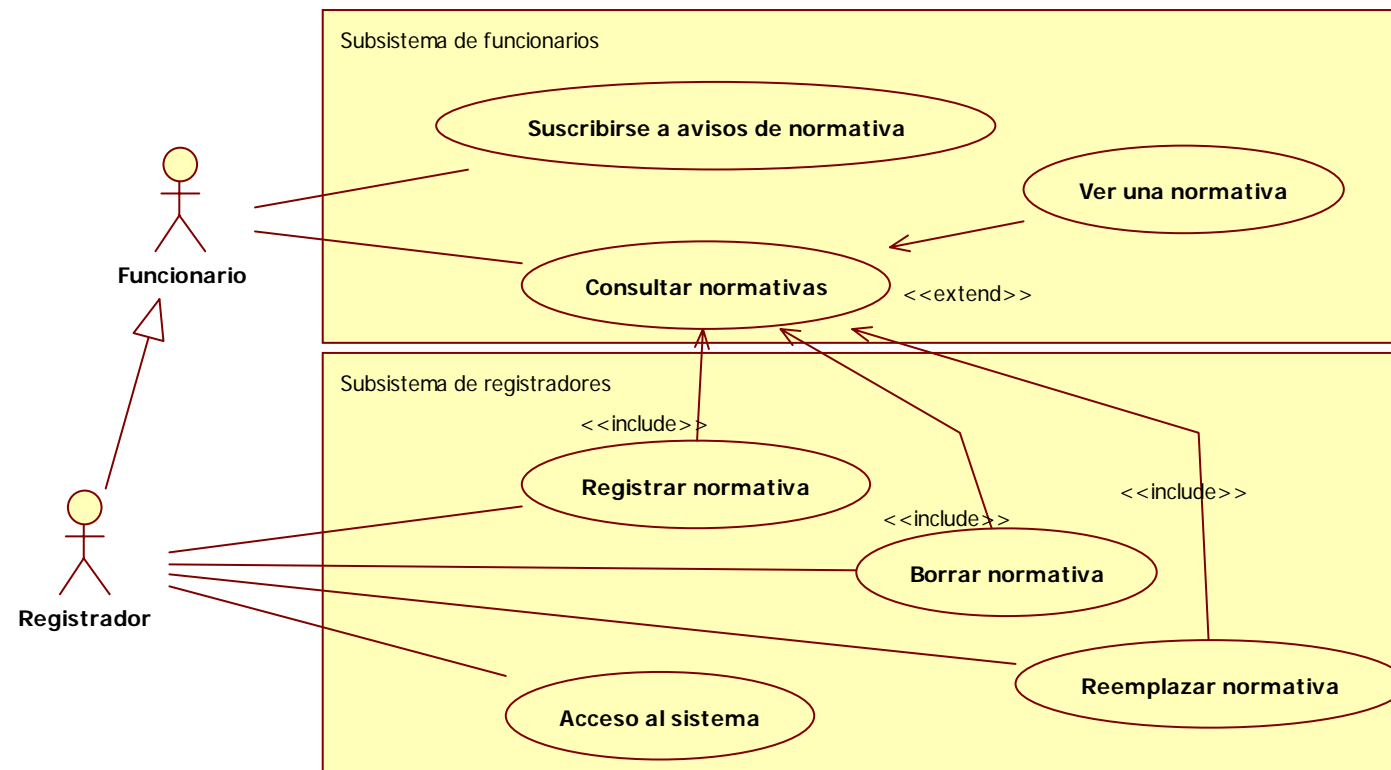 Subsistema de funcionarios
Suscribirse a avisos de normativa
Ver una normativa
Funcionario
Consultar normativas
<<extend>>
Subsistema de registradores
<<include>>
Registrar normativa
<<include>>
<<include>>
Borrar normativa
Registrador
Reemplazar normativa
Acceso al sistema